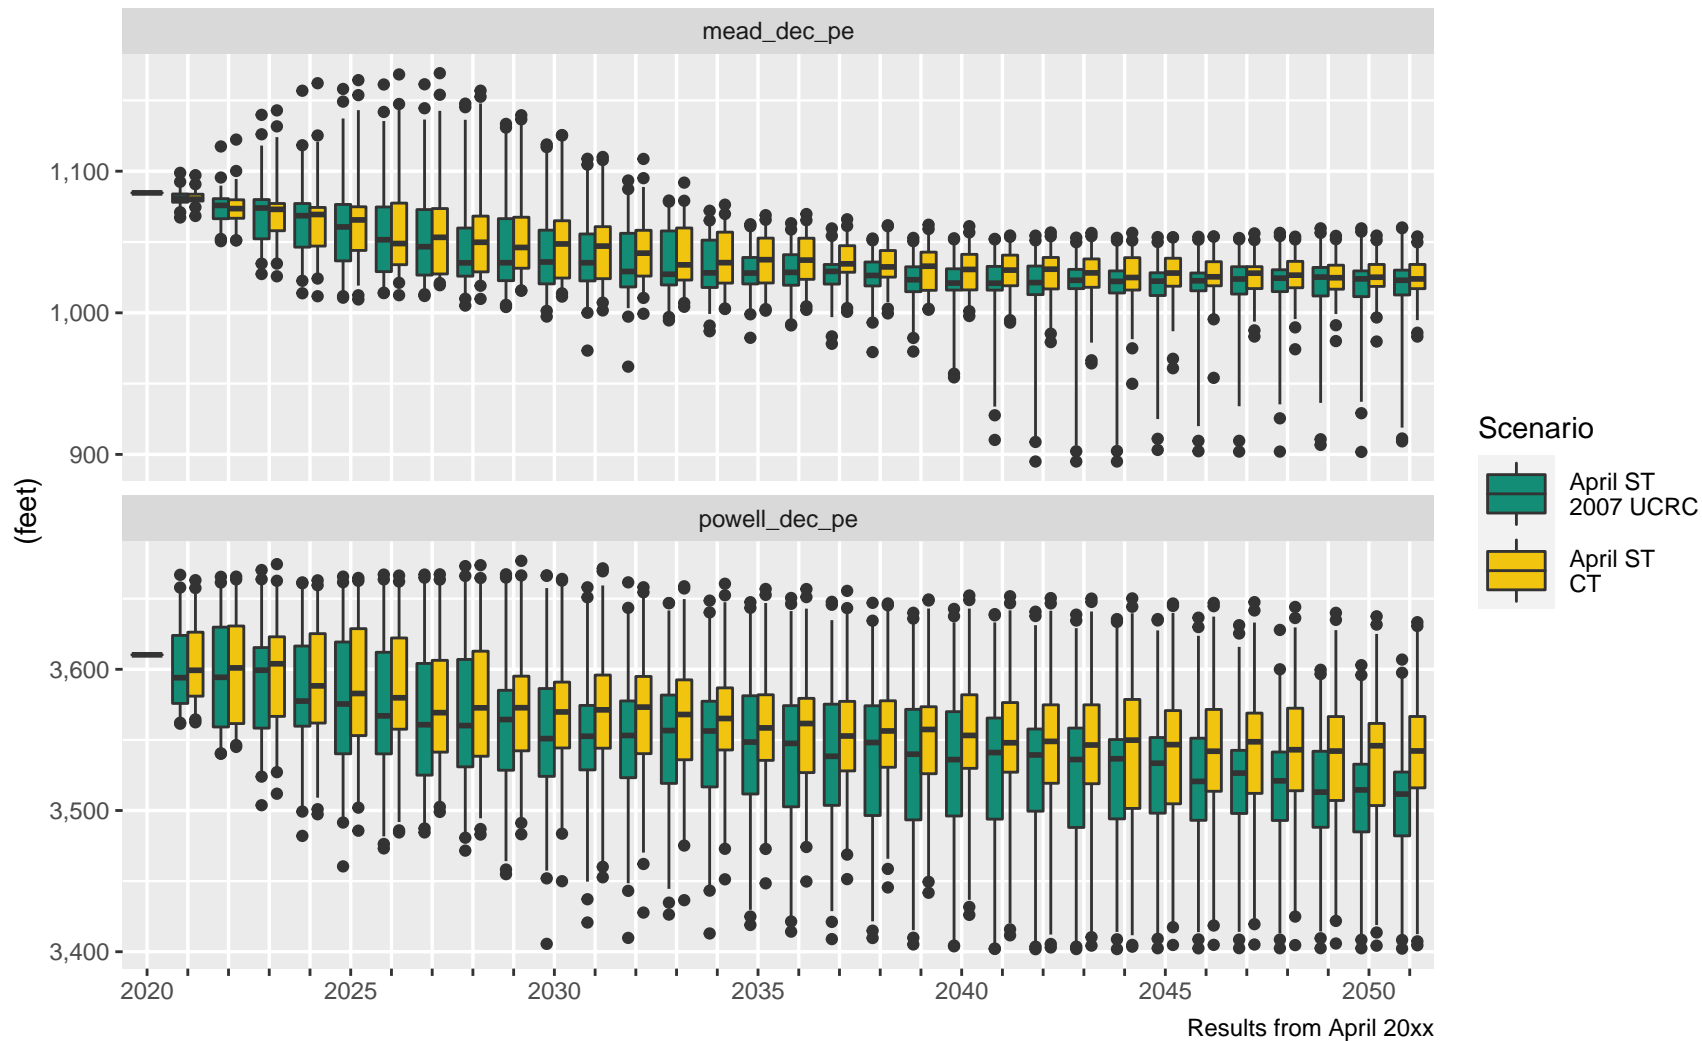 mead_dec_pe
1,100
1,000
900
(feet)
powell_dec_pe
3,600
3,500
3,400
2020 2025 2030 2035 2040 2045 2050
Results from April 20xx
Scenario
April ST
2007 UCRC
April ST
CT